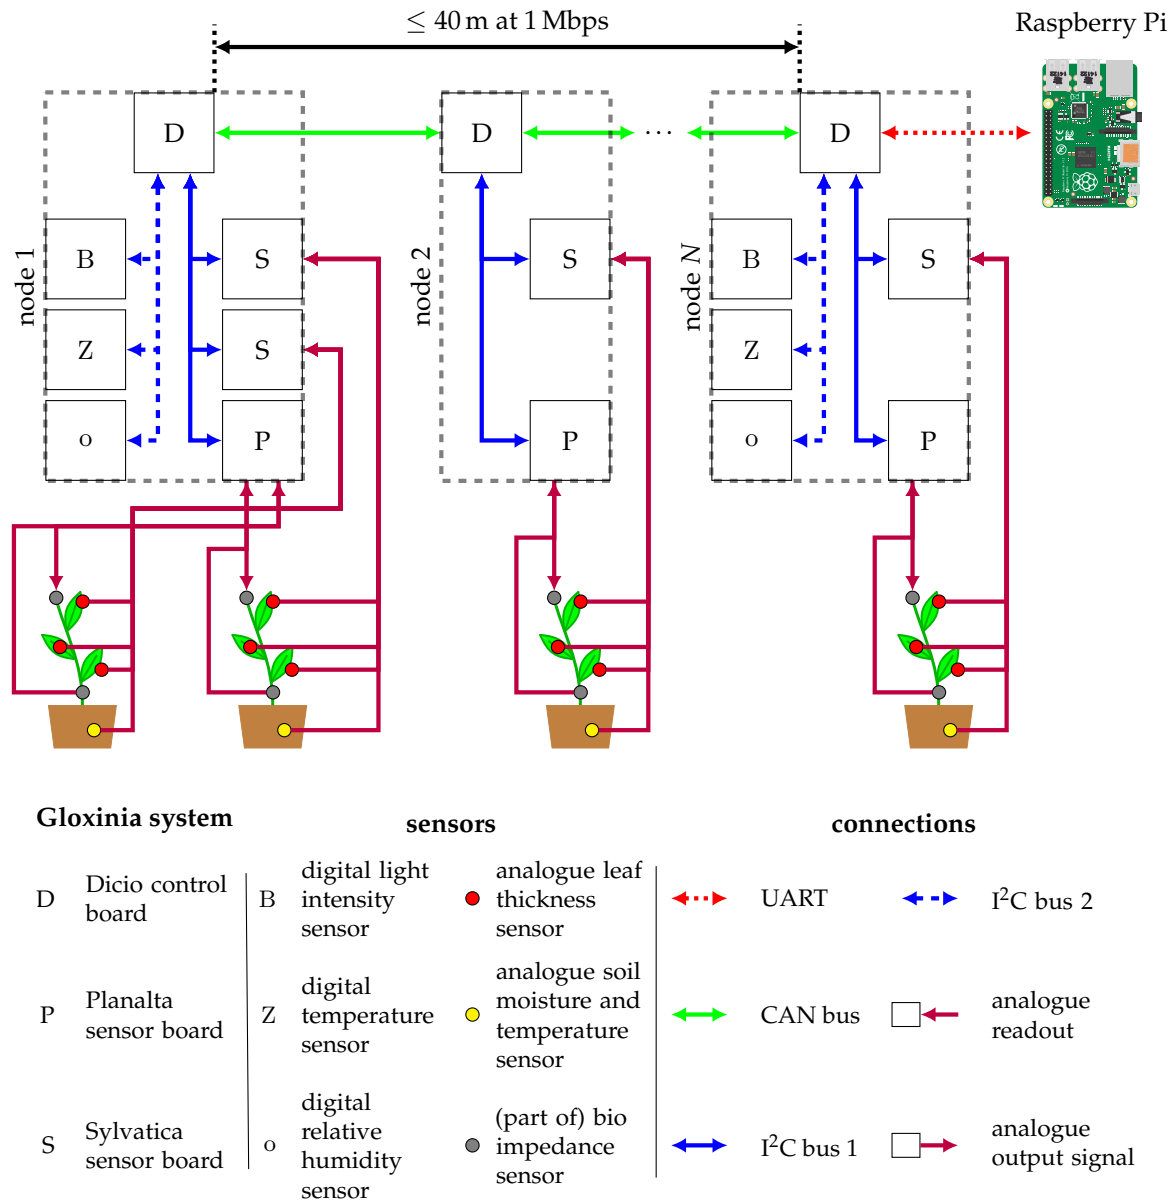 ≤ 40 m at 1 Mbps
Raspberry Pi
D
D
...
D
node 1
B
S
Z
S
o
P
node 2
S
P
node N
B
S
Z
o
P
Gloxinia system
sensors
connections
D
Dicio control
board
P
Planalta
sensor board
S
Sylvatica
sensor board
B
digital light
intensity
sensor
Z
digital
temperature
sensor
o
digital
relative
humidity
sensor
analogue leaf
thickness
sensor
analogue soil
moisture and
temperature
sensor
(part of) bio
impedance
sensor
UART
CAN bus
I²C bus 1
I²C bus 2
analogue
readout
analogue
output signal